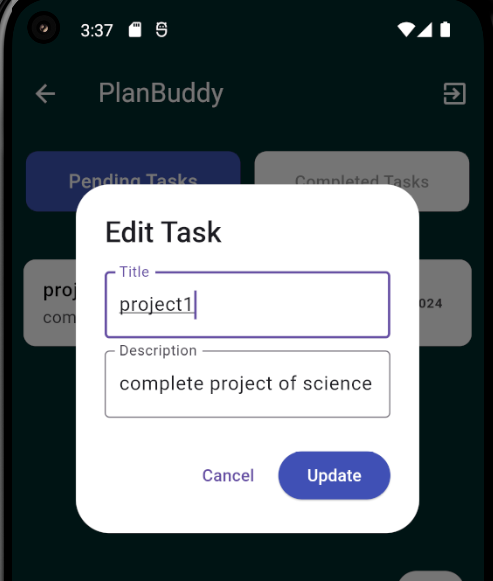 3:37
PlanBuddy
Pending Tasks
Completed Tasks
Edit Task
Title
project1
Description
complete project of science
Cancel
Update
proj
com
024